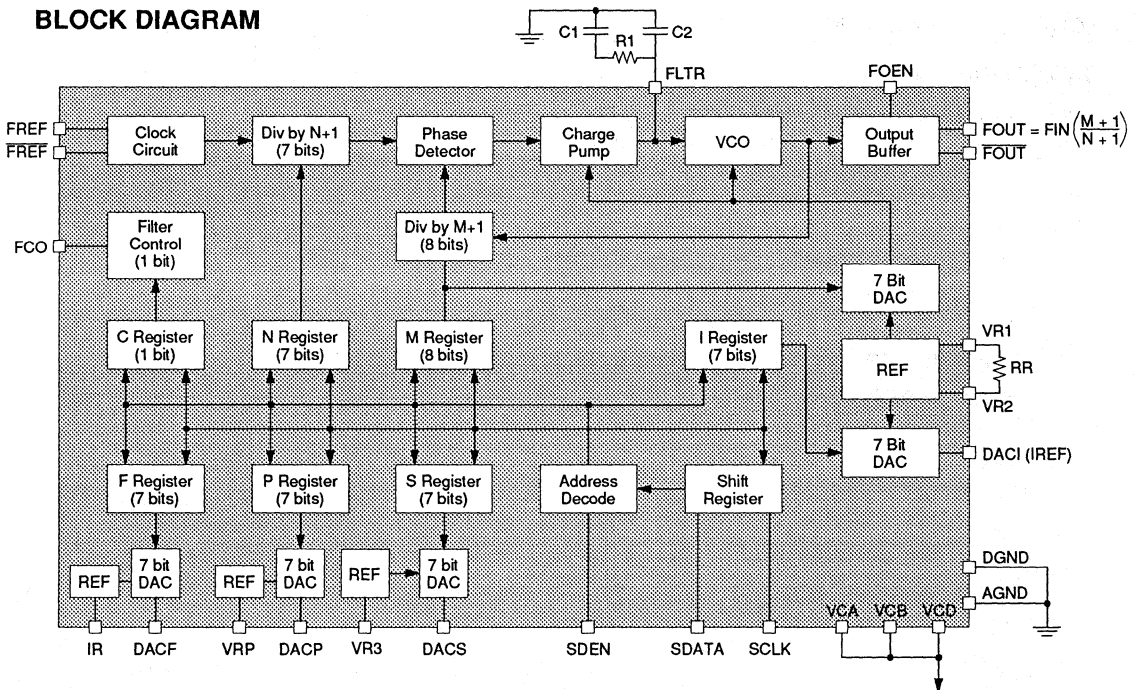 BLOCK DIAGRAM
C1
R1
C2
FLTR
FOEN
FREF
FREF
Clock
Circuit
Div by N+1
(7 bits)
Phase
Detector
Charge
Pump
VCO
Output
Buffer
FOUT = FIN (M + 1 / N + 1)
FOUT
FCO
Filter
Control
(1 bit)
Div by M+1
(8 bits)
7 Bit
DAC
C Register
(1 bit)
N Register
(7 bits)
M Register
(8 bits)
I Register
(7 bits)
REF
VR1
RR
VR2
7 Bit
DAC
DACI (IREF)
F Register
(7 bits)
P Register
(7 bits)
S Register
(7 bits)
Address
Decode
Shift
Register
REF
7 bit
DAC
REF
7 bit
DAC
REF
7 bit
DAC
DGND
AGND
VCA
VCB
VCD
IR
DACF
VRP
DACP
VR3
DACS
SDEN
SDATA
SCLK